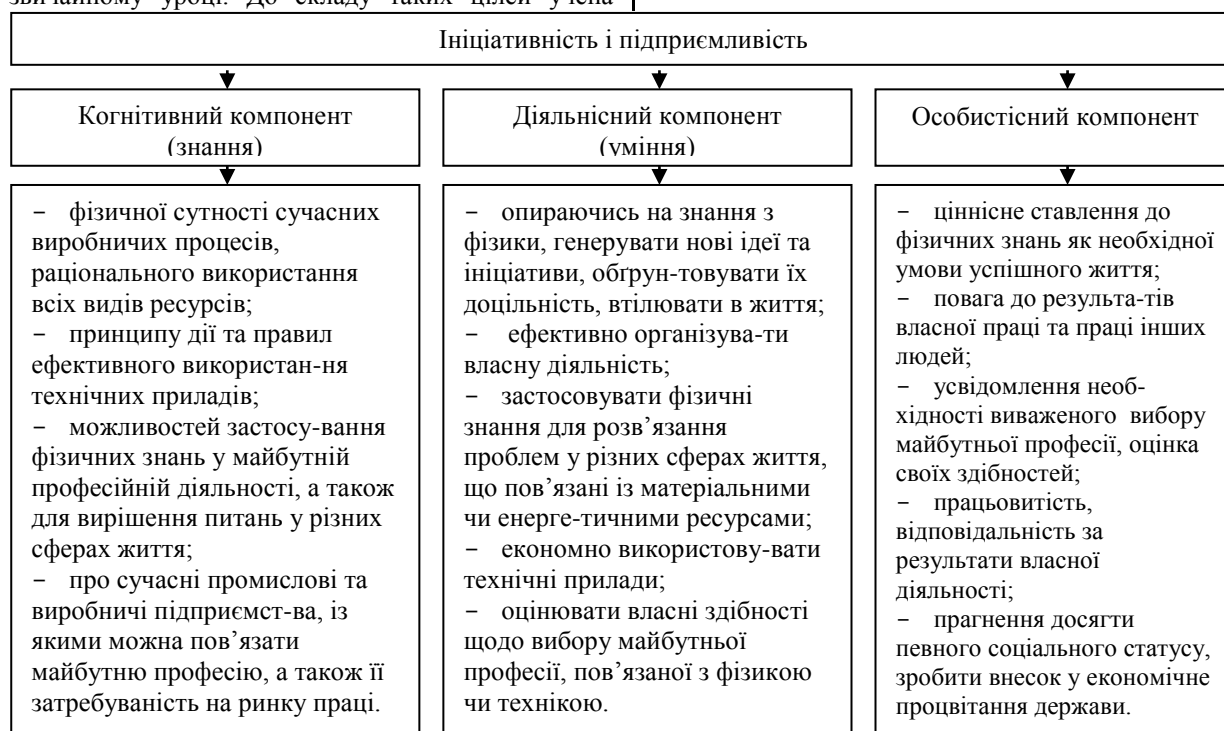 звичайному уроці. До складу таких цілей учена
Ініціативність і підприємливість
Когнітивний компонент
(знання)
− фізичної сутності сучасних
виробничих процесів,
раціонального використання
всіх видів ресурсів;
− принципу дії та правил
ефективного використан-ня
технічних приладів;
− можливостей застосу-вання
фізичних знань у майбутній
професійній діяльності, а також
для вирішення питань у різних
сферах життя;
− про сучасні промислові та
виробничі підприємст-ва, із
якими можна пов’язати
майбутню професію, а також її
затребуваність на ринку праці.
Діяльнісний компонент
(уміння)
− опираючись на знання з
фізики, генерувати нові ідеї та
ініціативи, обґрун-товувати їх
доцільність, втілювати в життя;
− ефективно організува-ти
власну діяльність;
− застосовувати фізичні
знання для розв’язання
проблем у різних сферах життя,
що пов’язані із матеріальними
чи енерге-тичними ресурсами;
− економно використову-вати
технічні прилади;
− оцінювати власні здібності
щодо вибору майбутньої
професії, пов’язаної з фізикою
чи технікою.
Особистісний компонент
− ціннісне ставлення до
фізичних знань як необхідної
умови успішного життя;
− повага до результа-тів
власної праці та праці інших
людей;
− усвідомлення необ-
хідності виваженого вибору
майбутньої професії, оцінка
своїх здібностей;
− працьовитість,
відповідальність за
результати власної
діяльності;
− прагнення досягти
певного соціального статусу,
зробити внесок у економічне
процвітання держави.